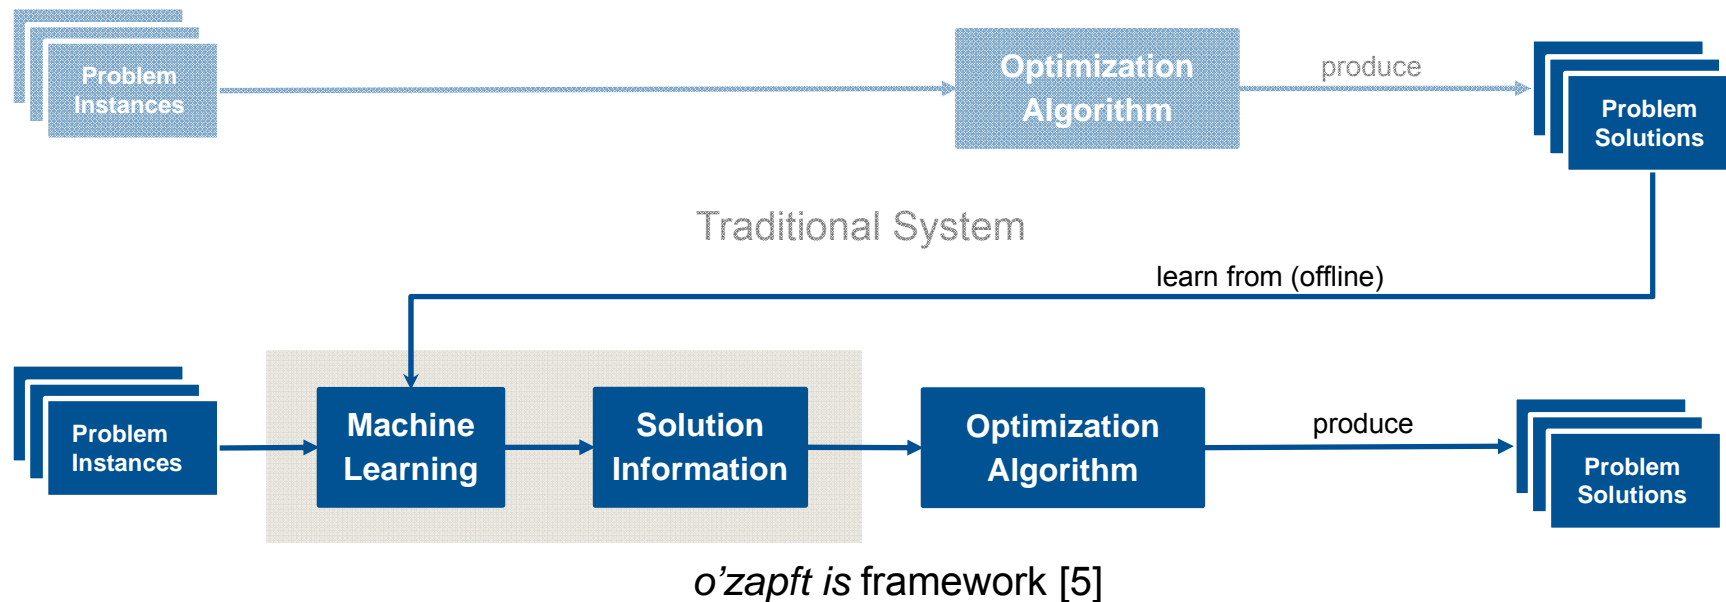 Problem
Instances
Optimization
Algorithm
produce
Problem
Solutions
Traditional System
learn from (offline)
Problem
Instances
Machine
Learning
Solution
Information
Optimization
Algorithm
produce
Problem
Solutions
o’zapft is framework [5]